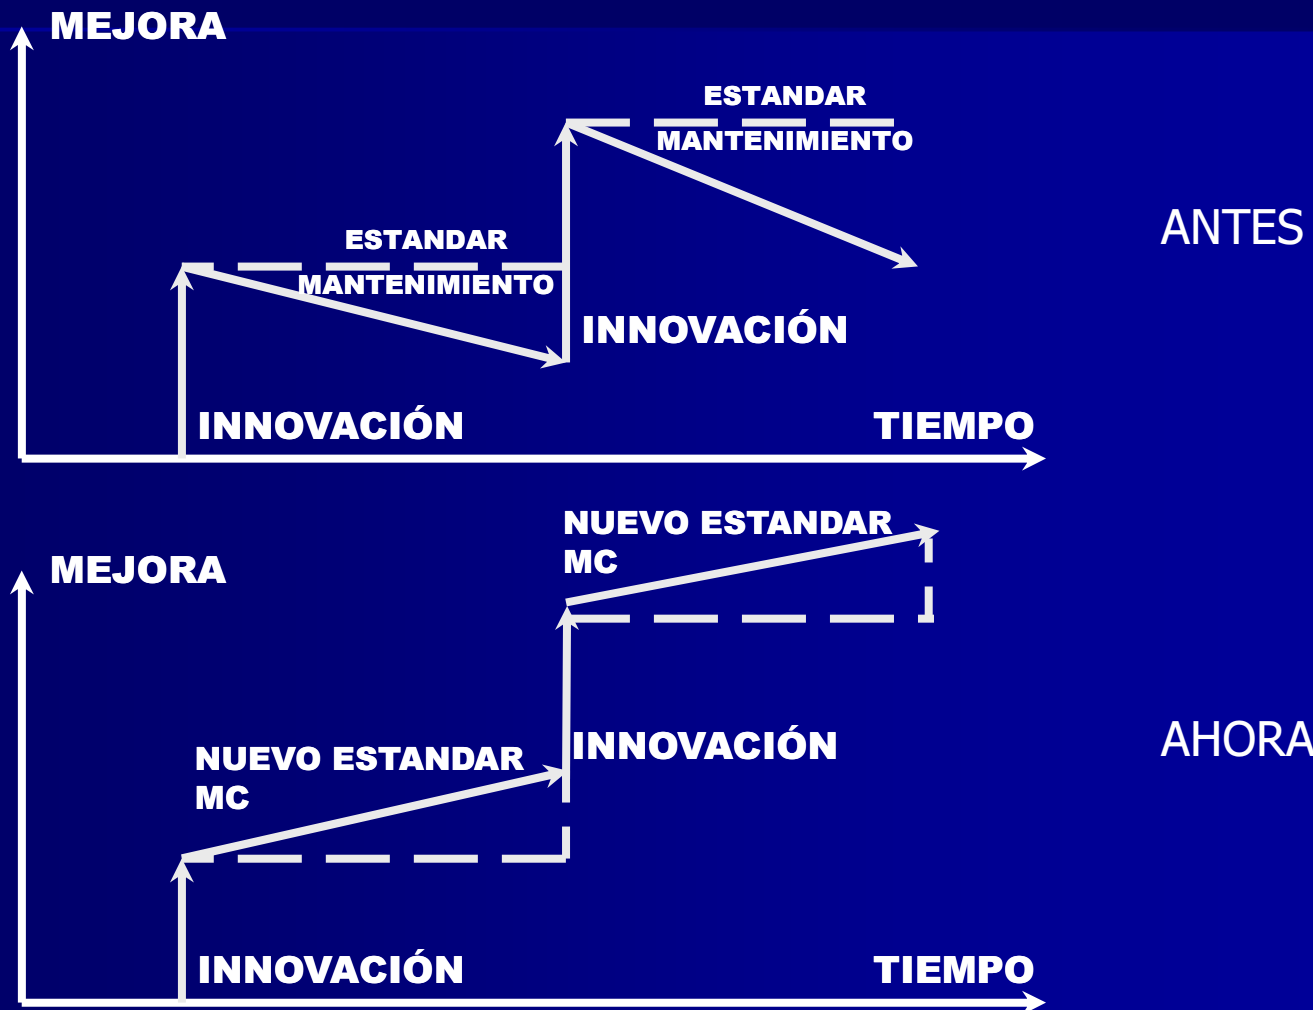 MEJORA
ESTANDAR
MANTENIMIENTO
ANTES
ESTANDAR
MANTENIMIENTO
INNOVACIÓN
INNOVACIÓN
TIEMPO
NUEVO ESTANDAR
MC
MEJORA
INNOVACIÓN
AHORA
NUEVO ESTANDAR
MC
INNOVACIÓN
TIEMPO